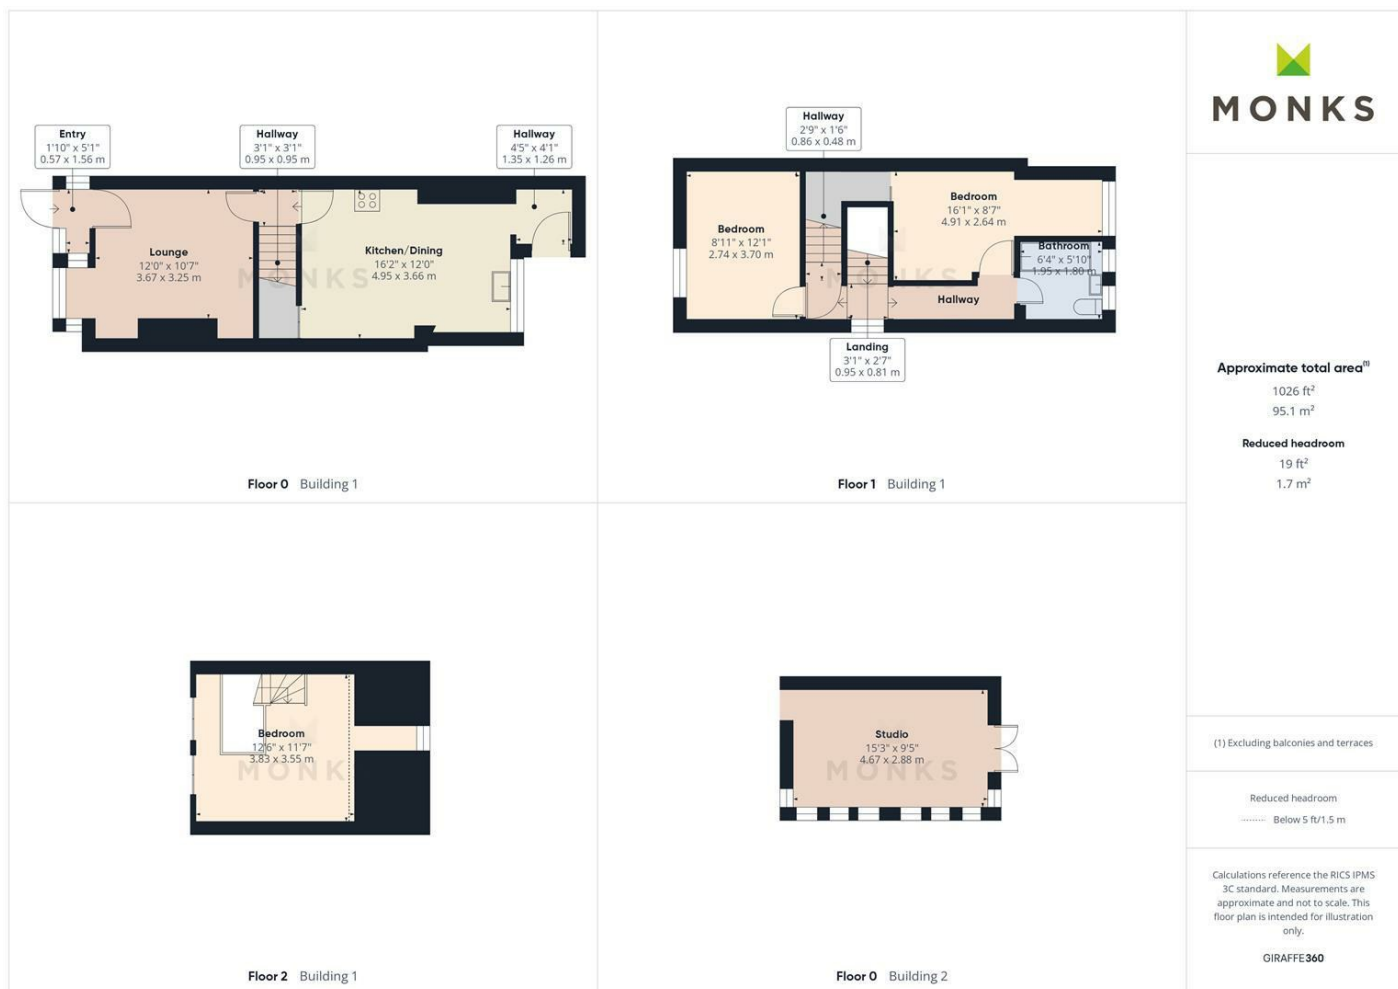 Entry
1'10" x 5'1"
0.57 x 1.56 m
Hallway
3'1" x 3'1"
0.95 x 0.95 m
Hallway
4'5" x 4'1"
1.35 x 1.26 m
Lounge
12'0" x 10'7"
3.67 x 3.25 m
Kitchen/Dining
16'2" x 12'0"
4.95 x 3.66 m
MONKS
Floor 0 Building 1
Hallway
2'9" x 1'6"
0.86 x 0.48 m
Bedroom
8'11" x 12'1"
2.74 x 3.70 m
Bedroom
16'1" x 8'7"
4.91 x 2.64 m
Bathroom
6'4" x 5'10"
1.95 x 1.80 m
Hallway
Landing
3'1" x 2'7"
0.95 x 0.81 m
MONKS
Floor 1 Building 1
Bedroom
12'6" x 11'7"
3.83 x 3.55 m
MONKS
Floor 2 Building 1
Studio
15'3" x 9'5"
4.67 x 2.88 m
MONKS
Floor 0 Building 2
MONKS
Approximate total area(1)
1026 ft²
95.1 m²
Reduced headroom
19 ft²
1.7 m²
(1) Excluding balconies and terraces
Reduced headroom
Below 5 ft/1.5 m
Calculations reference the RICS IPMS
3C standard. Measurements are
approximate and not to scale. This
floor plan is intended for illustration
only.
GIRAFFE360